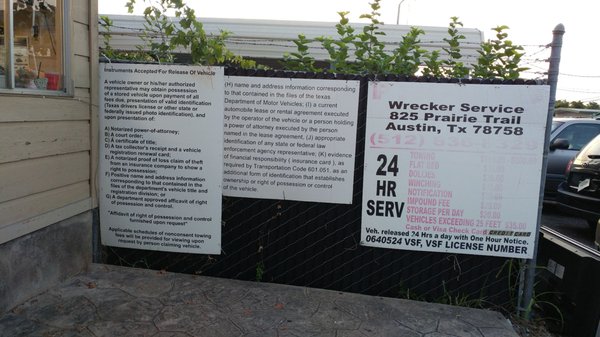 Instruments Accepted For Release of Vehicle
A vehicle owner or his/her authorized
representative may obtain possession
of a stored vehicle upon payment of all
fees due, presentation of valid identification
(Texas drivers license or other state or
federally issued photo identification), and
upon presentation of:
A) Notarized power-of-attorney;
B) A court order;
C) A certificate of title;
D) A tax collector's receipt and a vehicle
registration renewal card.
E) A notarized proof of loss claim of theft
from an insurance company to show a
right to possession.
F) Positive name and address information
corresponding to that contained in the
files of the department's vehicle title and
registration division; or
G) A department approved affidavit of right
of possession and control.
"Affidavit of right of possession and control
furnished upon request"
Applicable schedules of nonconsent towing
fees will be provided for viewing upon
request by person claiming vehicle.
(H) name and address information corresponding
to that contained in the files of the texas
Department of Motor Vehicles; (I) a current
automobile lease or rental agreement executed
by the operator of the vehicle or a person holding
a power of attorney executed by the person
named in the lease agreement, (J) appropriate
identification of any state or federal law
enforcement agency representative; (K) evidence
of financial responsibility ( insurance card ), as
required by Transportation Code 601.051, as an
additional form of identification that establishes
ownership or right of possession or control
of the vehicle
Wrecker Service
825 Prairie Trail
Austin, Tx 78758
(512)
24
HR
SERV
TOWING
FLAT BED
DOLLIES
WINCHING
NOTIFICATION
IMPOUND FEE
STORAGE PER DAY
VEHICLES EXCEEDING 25 FEET $35.00
Cash or Visa Check Card
Veh. released 24 Hrs a day with One Hour Notice
0640524 VSF, VSF LICENSE NUMBER